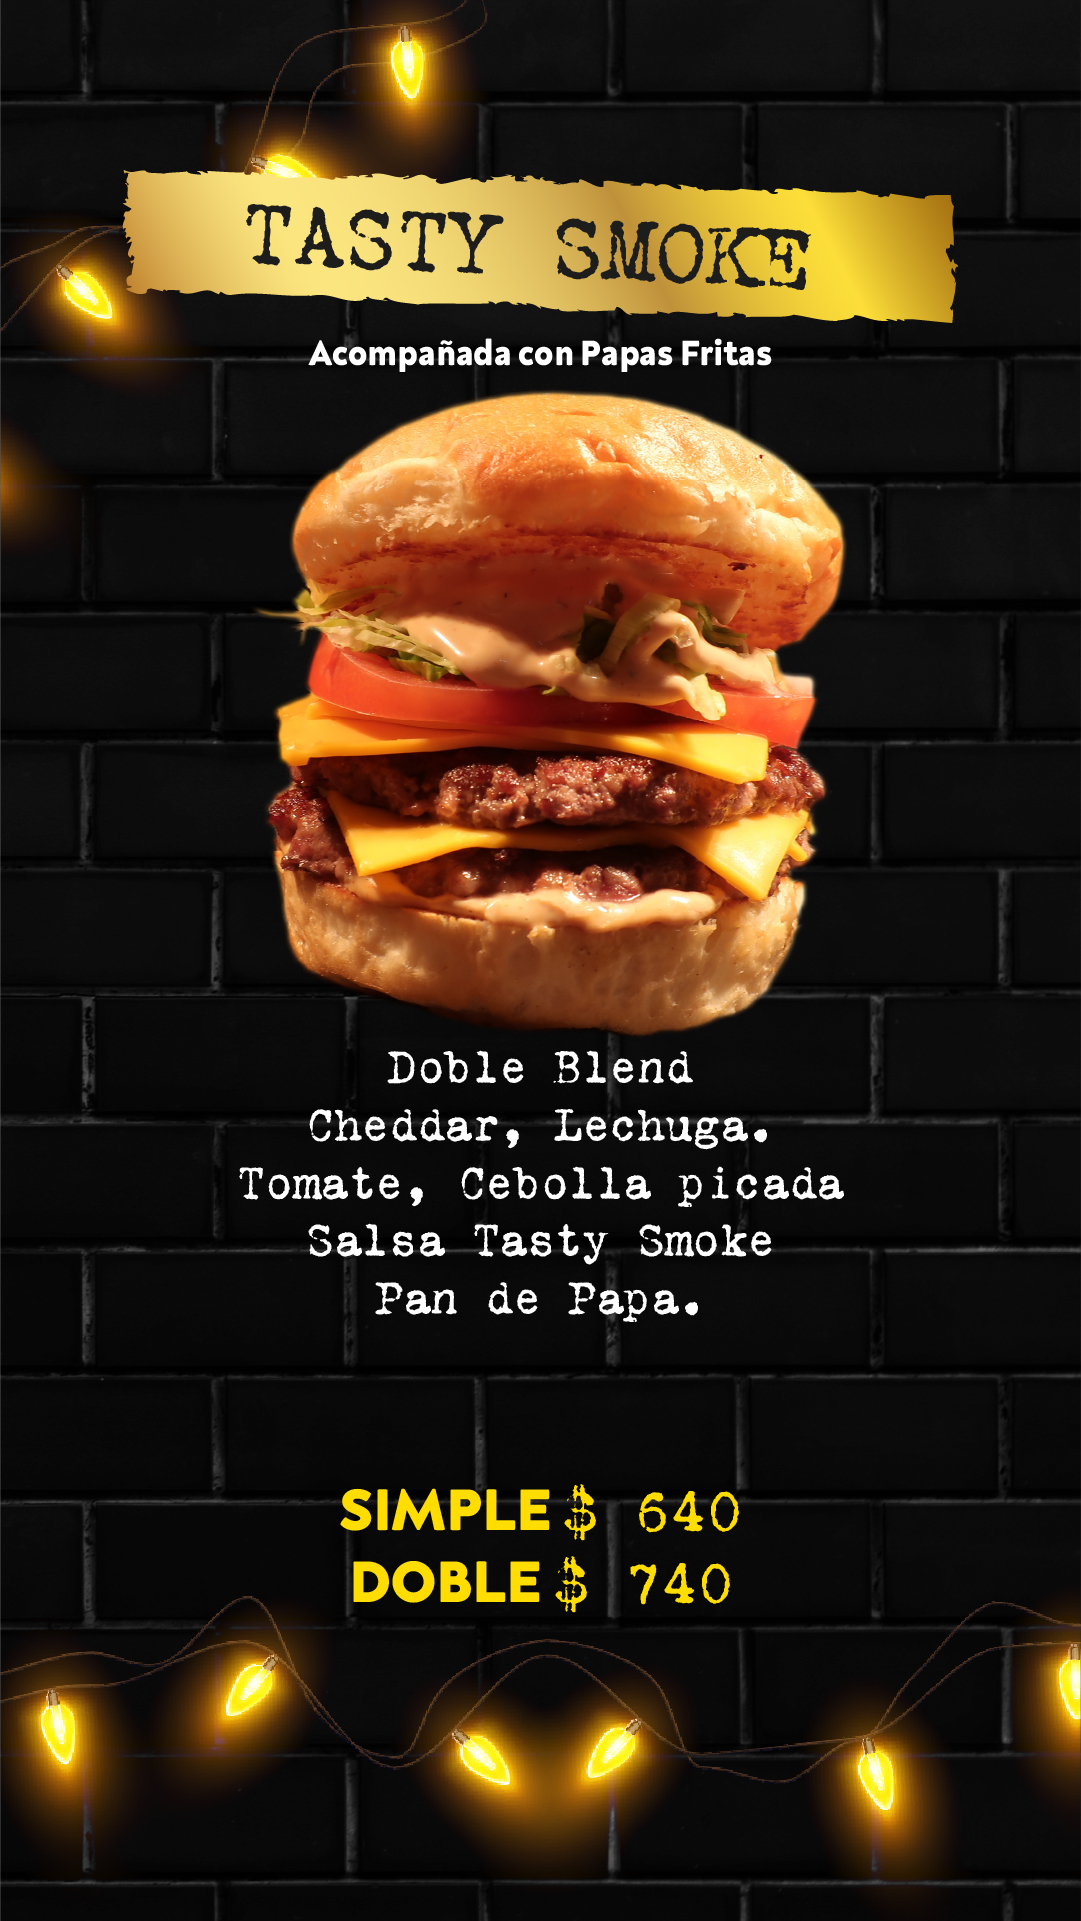 TASTY SMOKE
Acompañada con Papas Fritas
Doble Blend
Cheddar, Lechuga.
Tomate, Cebolla picada
Salsa Tasty Smoke
Pan de Papa.
SIMPLE $ 640
DOBLE $ 740